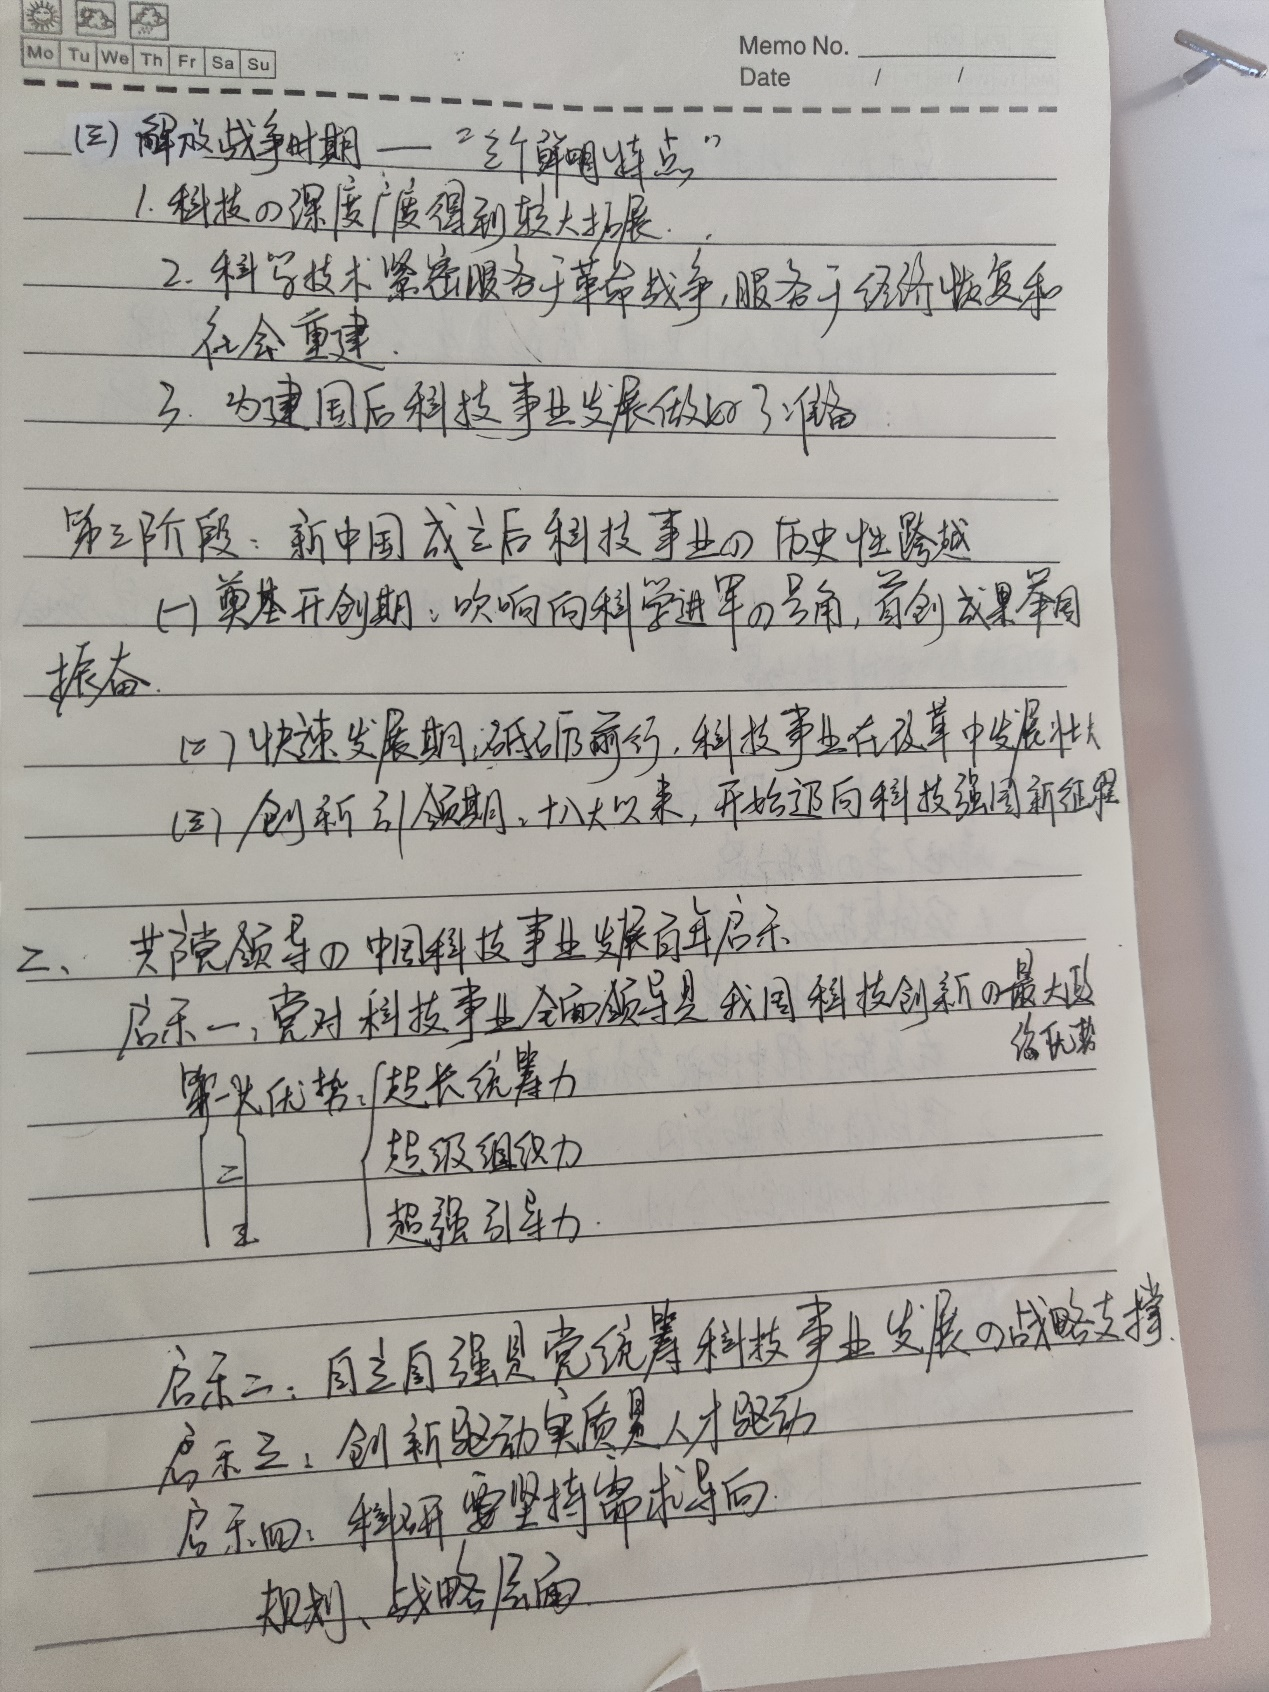 Mo Tu We Th Fr Sa Su
Memo No.
Date / /
(三) 解放战争时期 — “三个鲜明特点”
1. 科技の深度广度得到较大拓展.
2. 科学技术紧密服务于革命战争, 服务于经济恢复和
社会重建.
3. 为建国后科技事业发展做好了准备
第三阶段: 新中国成立后科技事业の历史性跨越
(一) 奠基开创期: 吹响向科学进军の号角, 首创成果举国
振奋.
(二) 快速发展期: 砥砺前行, 科技事业在改革中发展壮大
(三) 创新引领期: 十八大以来, 开始迈向科技强国新征程
二、 共产党领导の中国科技事业发展百年启示
启示一: 党对科技事业全面领导是我国科技创新の最大政
治优势
第一大优势: 超长统筹力
二 超级组织力
三 超强引导力.
启示二: 自立自强是党统筹科技事业发展の战略支撑.
启示三: 创新驱动实质是人才驱动
启示四: 科研要坚持需求导向.
规划、战略层面.